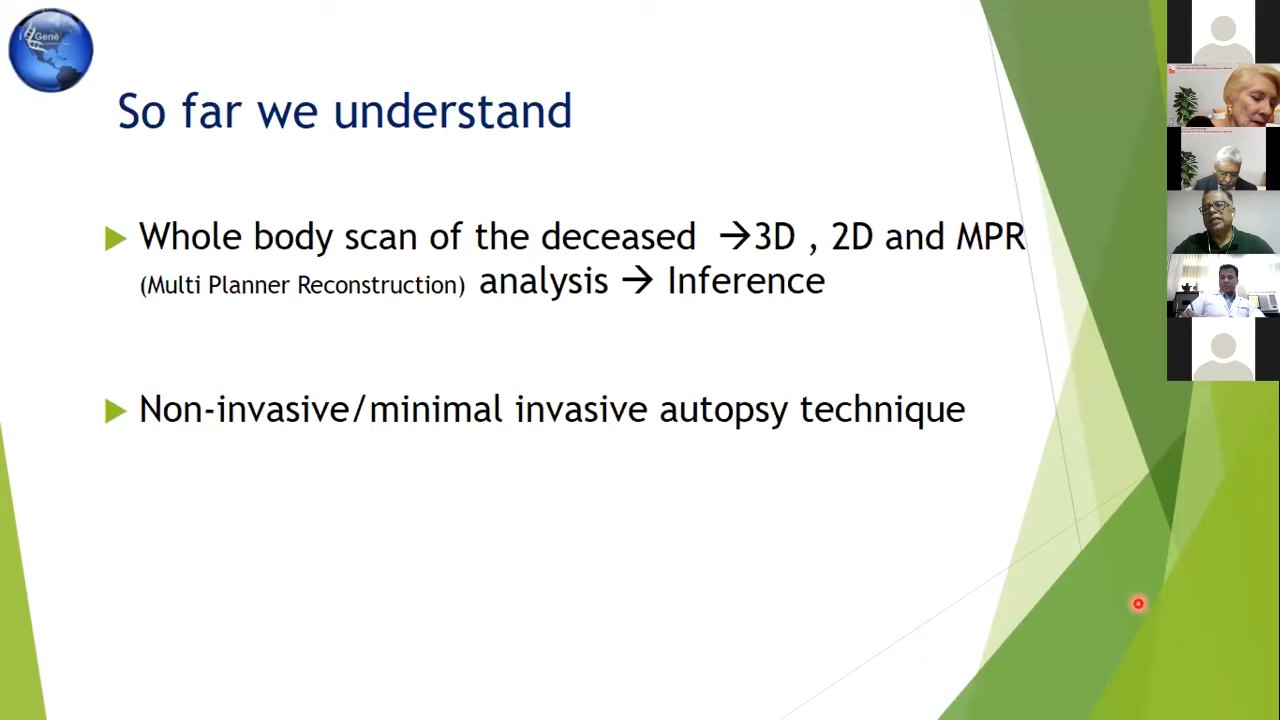 iGene
So far we understand
Whole body scan of the deceased →3D , 2D and MPR
(Multi Planner Reconstruction) analysis → Inference
Non-invasive/minimal invasive autopsy technique